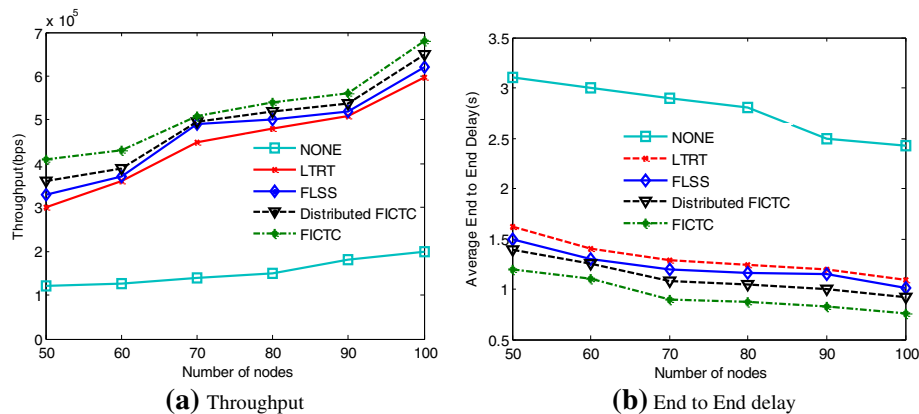 x 10^5
7
6
5
4
3
2
1
0
Throughput(bps)
NONE
LTRT
FLSS
Distributed FICTC
FICTC
50 60 70 80 90 100
Number of nodes
(a) Throughput
3.5
3
2.5
2
1.5
1
0.5
Average End to End Delay(s)
NONE
LTRT
FLSS
Distributed FICTC
FICTC
50 60 70 80 90 100
Number of nodes
(b) End to End delay